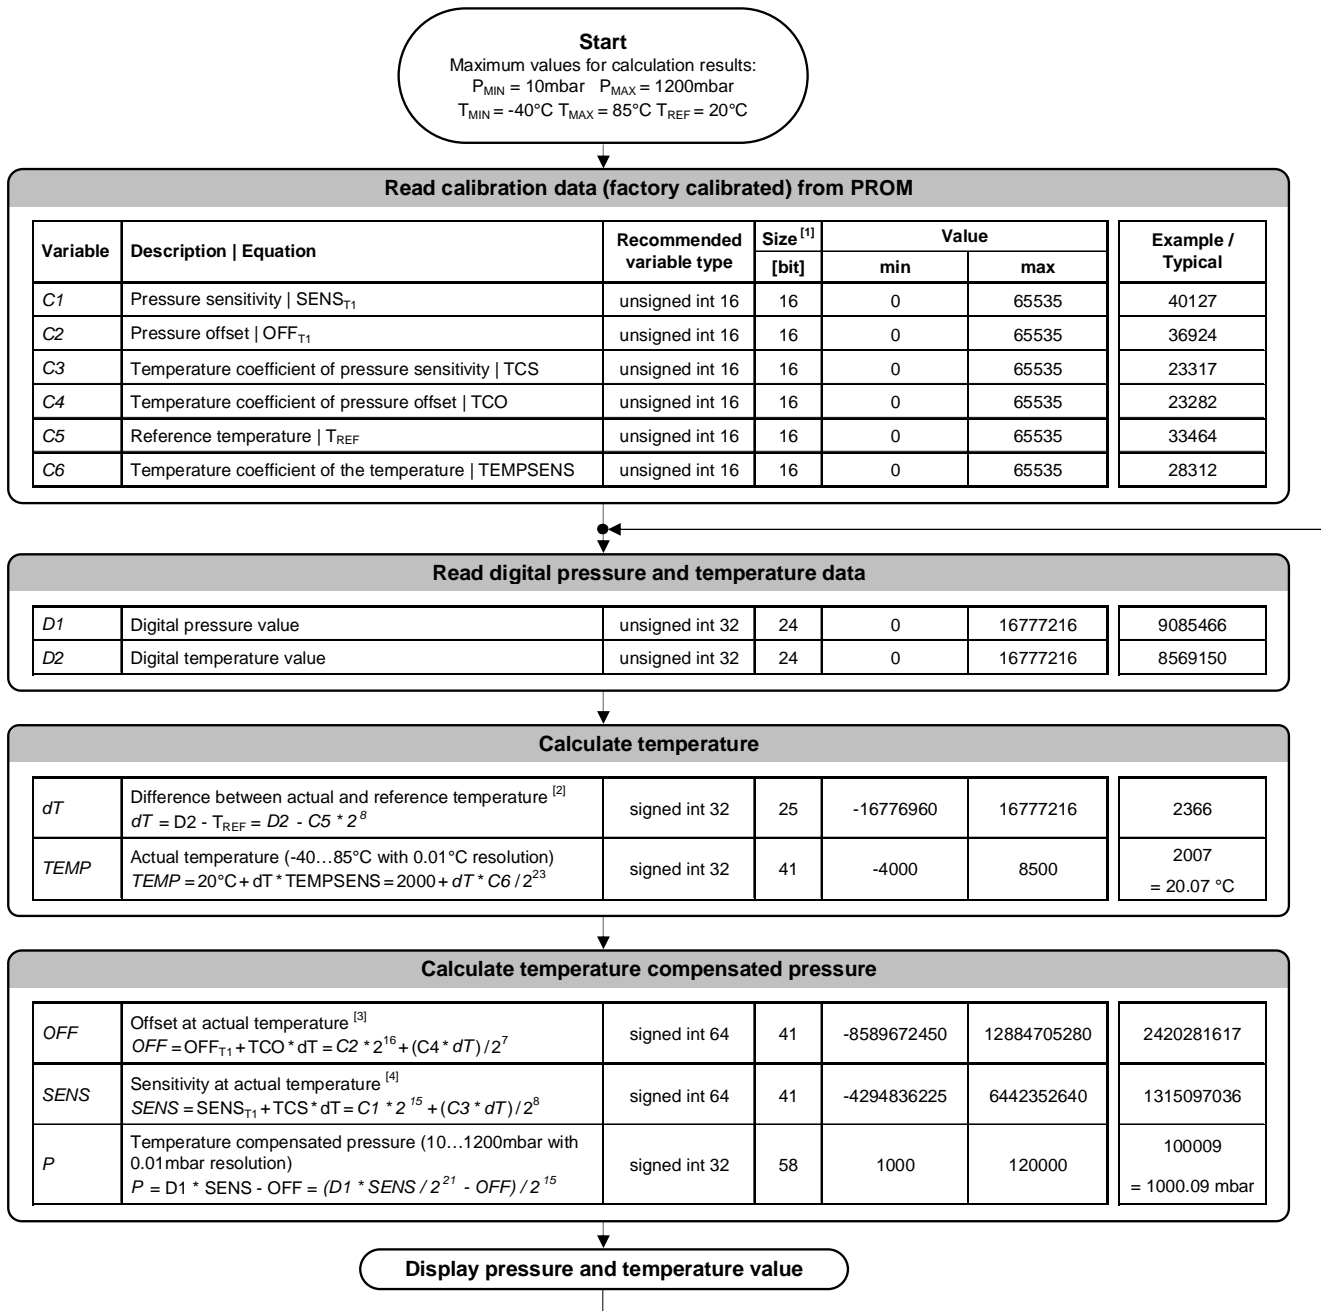 Start
Maximum values for calculation results:
PMIN = 10mbar PMAX = 1200mbar
TMIN = -40°C TMAX = 85°C TREF = 20°C
Read calibration data (factory calibrated) from PROM
Variable | Description | Equation | Recommended variable type | Size [1] [bit] | Value min | max | Example / Typical
C1 Pressure sensitivity | SENST1 unsigned int 16 16 0 65535 40127
C2 Pressure offset | OFFT1 unsigned int 16 16 0 65535 36924
C3 Temperature coefficient of pressure sensitivity | TCS unsigned int 16 16 0 65535 23317
C4 Temperature coefficient of pressure offset | TCO unsigned int 16 16 0 65535 23282
C5 Reference temperature | TREF unsigned int 16 16 0 65535 33464
C6 Temperature coefficient of the temperature | TEMPSENS unsigned int 16 16 0 65535 28312
Read digital pressure and temperature data
D1 Digital pressure value unsigned int 32 24 0 16777216 9085466
D2 Digital temperature value unsigned int 32 24 0 16777216 8569150
Calculate temperature
dT Difference between actual and reference temperature [2]
dT = D2 - TREF = D2 - C5 * 2^8 signed int 32 25 -16776960 16777216 2366
TEMP Actual temperature (-40…85°C with 0.01°C resolution)
TEMP = 20°C + dT * TEMPSENS = 2000 + dT * C6 / 2^23 signed int 32 41 -4000 8500 2007
= 20.07 °C
Calculate temperature compensated pressure
OFF Offset at actual temperature [3]
OFF = OFFT1 + TCO * dT = C2 * 2^16 + (C4 * dT) / 2^7 signed int 64 41 -8589672450 12884705280 2420281617
SENS Sensitivity at actual temperature [4]
SENS = SENST1 + TCS * dT = C1 * 2^15 + (C3 * dT) / 2^8 signed int 64 41 -4294836225 6442352640 1315097036
P Temperature compensated pressure (10…1200mbar with
0.01mbar resolution)
P = D1 * SENS - OFF = (D1 * SENS / 2^21 - OFF) / 2^15 signed int 32 58 1000 120000 100009
= 1000.09 mbar
Display pressure and temperature value